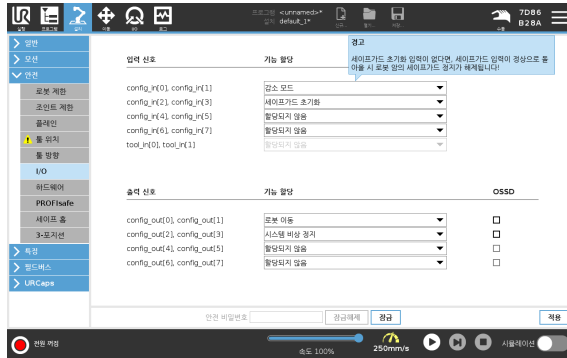 실행
프로그램
설치
이동
I/O
로그
프로그램 <unnamed>*
설치 default_1*
신규...
열기...
저장...
수동
7D86
B28A
일반
모션
안전
로봇 제한
조인트 제한
플레인
툴 위치
툴 방향
I/O
하드웨어
PROFIsafe
세이프 홈
3-포지션
특징
필드버스
URCaps
경고
세이프가드 초기화 입력이 없다면, 세이프가드 입력이 정상으로 돌
아올 시 로봇 암의 세이프가드 정지가 해제됩니다!
입력 신호 기능 할당
config_in[0], config_in[1] 감소 모드
config_in[2], config_in[3] 세이프가드 초기화
config_in[4], config_in[5] 할당되지 않음
config_in[6], config_in[7] 할당되지 않음
tool_in[0], tool_in[1] 할당되지 않음
출력 신호 기능 할당 OSSD
config_out[0], config_out[1] 로봇 이동
config_out[2], config_out[3] 시스템 비상 정지
config_out[4], config_out[5] 할당되지 않음
config_out[6], config_out[7] 할당되지 않음
안전 비밀번호 잠금해제 잠금 적용
전원 꺼짐
속도 100%
250mm/s
시뮬레이션